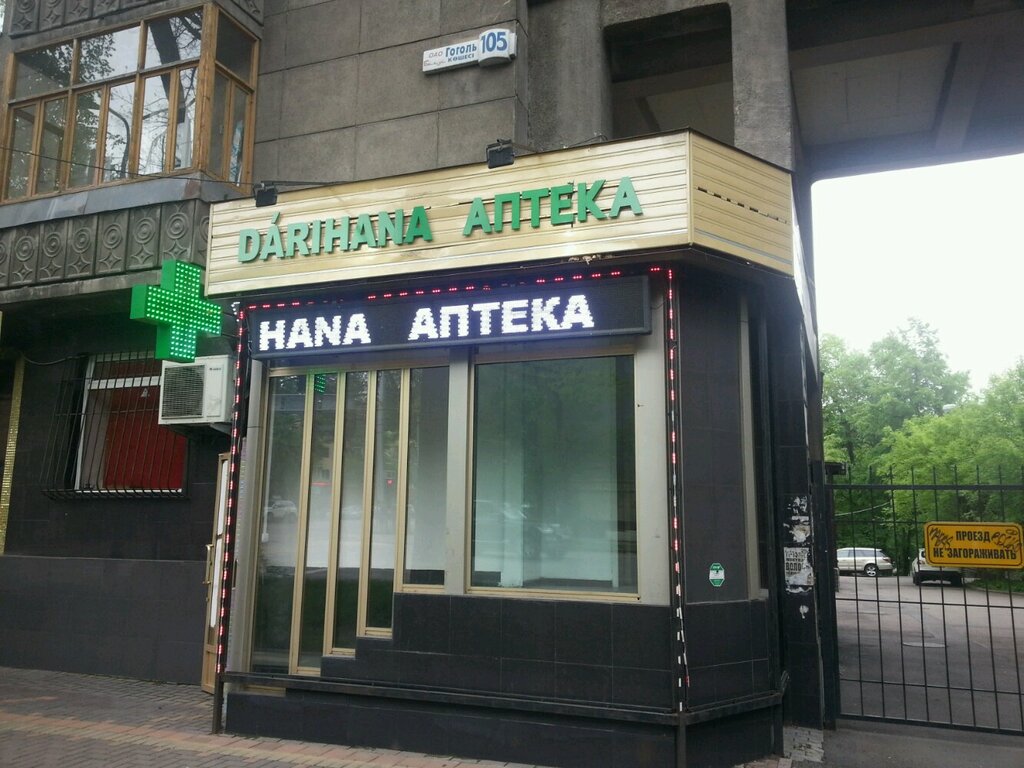 Гоголь
көшесі
105
DÁRIHANA АПТЕКА
HANA АПТЕКА
ПРОЕЗД
НЕ ЗАГОРАЖИВАТЬ